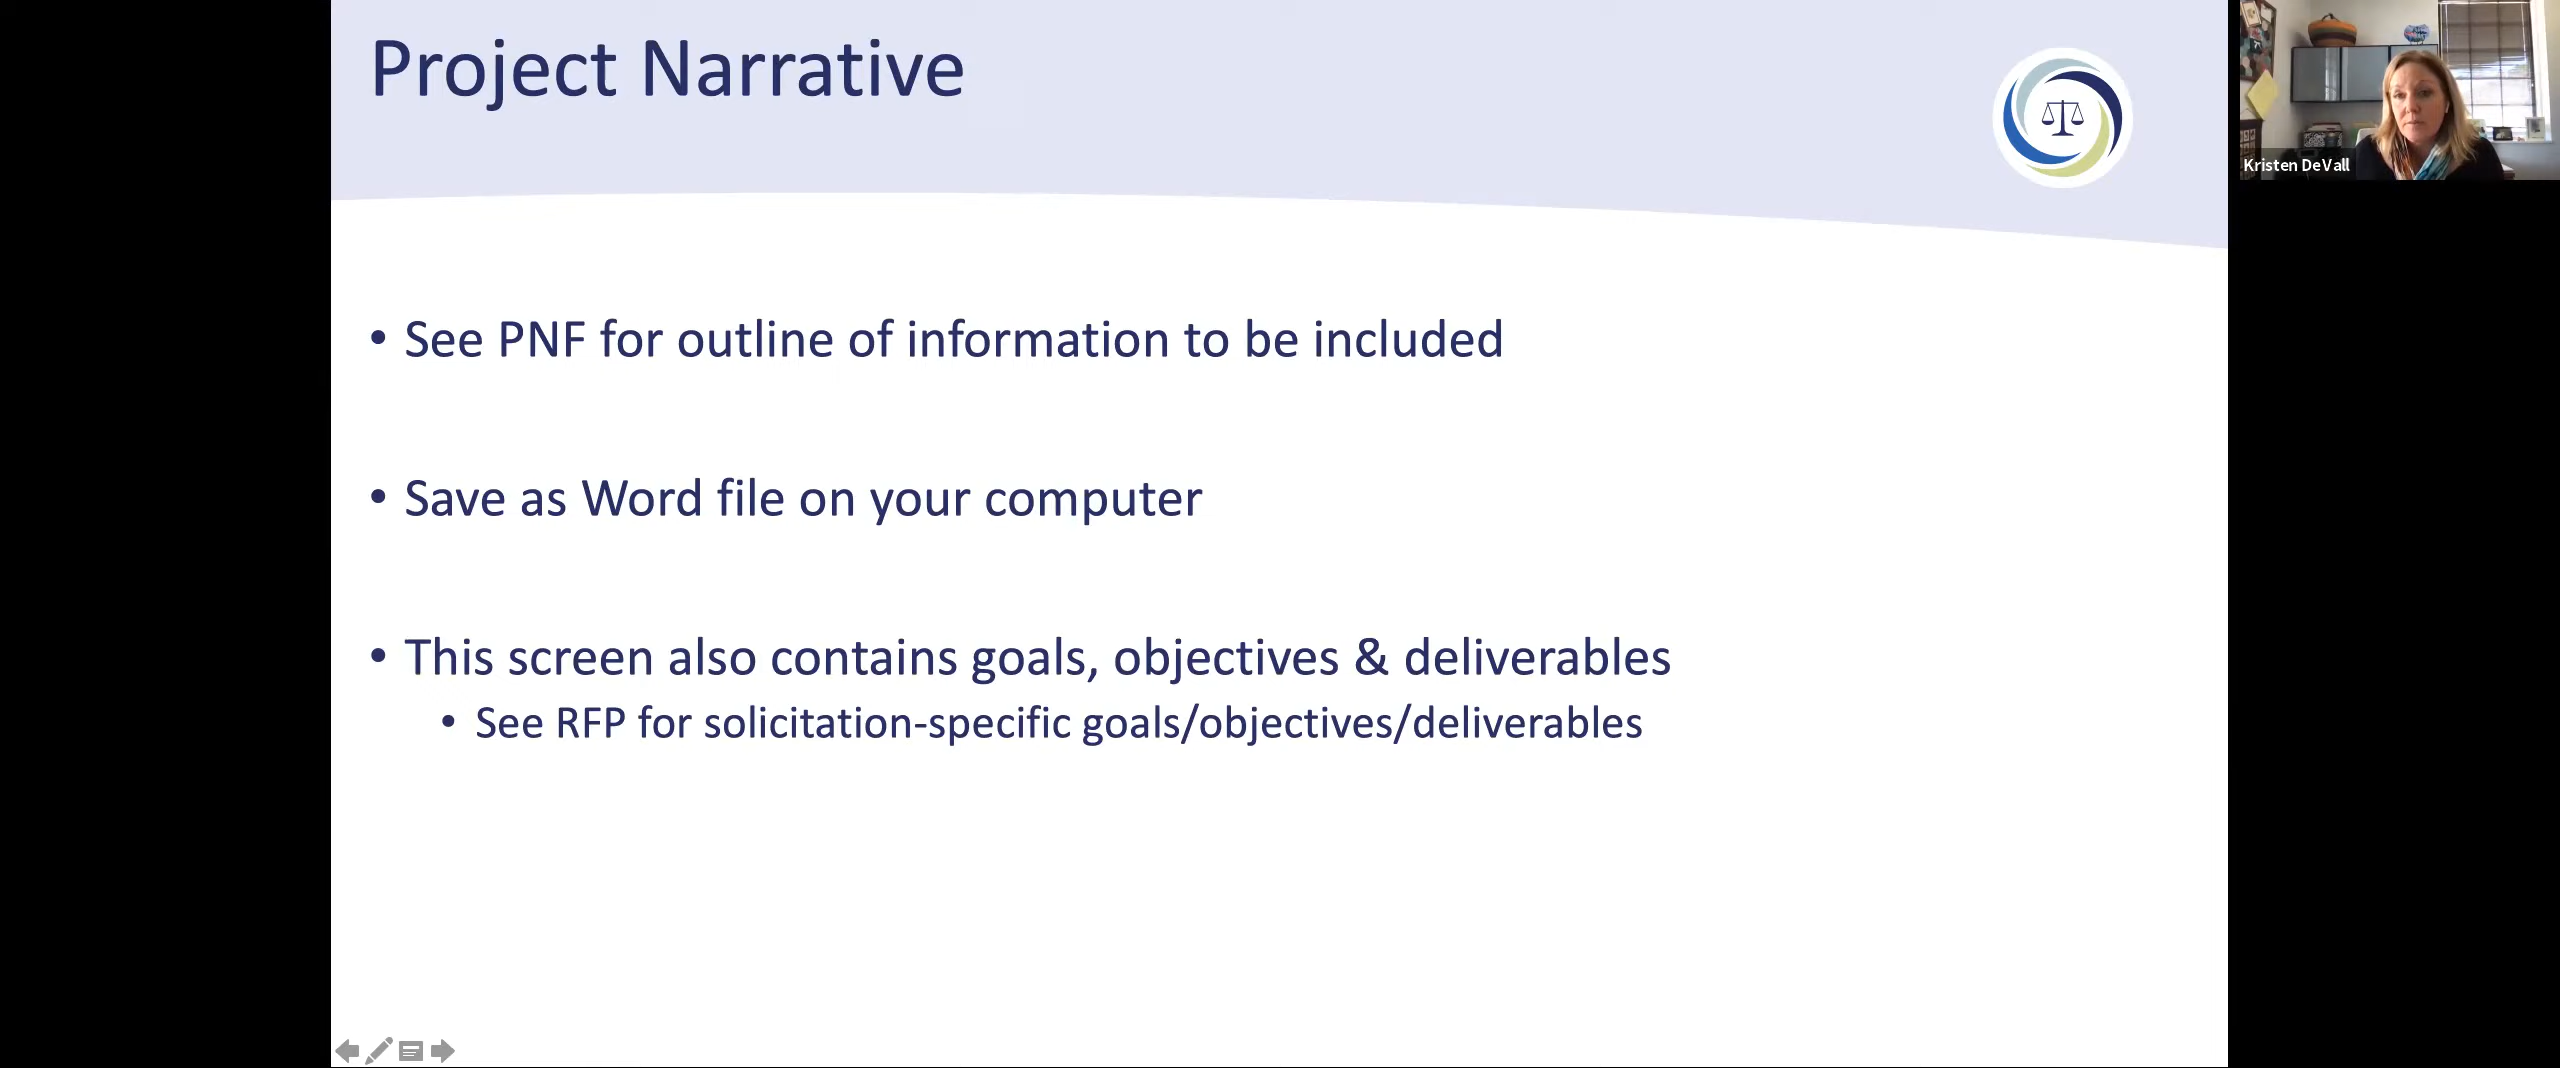 Project Narrative
Kristen DeVall
• See PNF for outline of information to be included
• Save as Word file on your computer
• This screen also contains goals, objectives & deliverables
• See RFP for solicitation-specific goals/objectives/deliverables